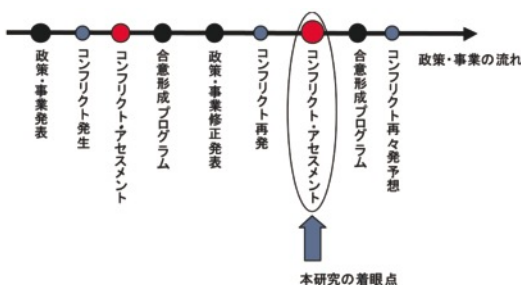 政策・事業発表
コンフリクト発生
コンフリクト・アセスメント
合意形成プログラム
政策・事業修正発表
コンフリクト再発
コンフリクト・アセスメント
合意形成プログラム
コンフリクト再々発予想
政策・事業の流れ
本研究の着眼点